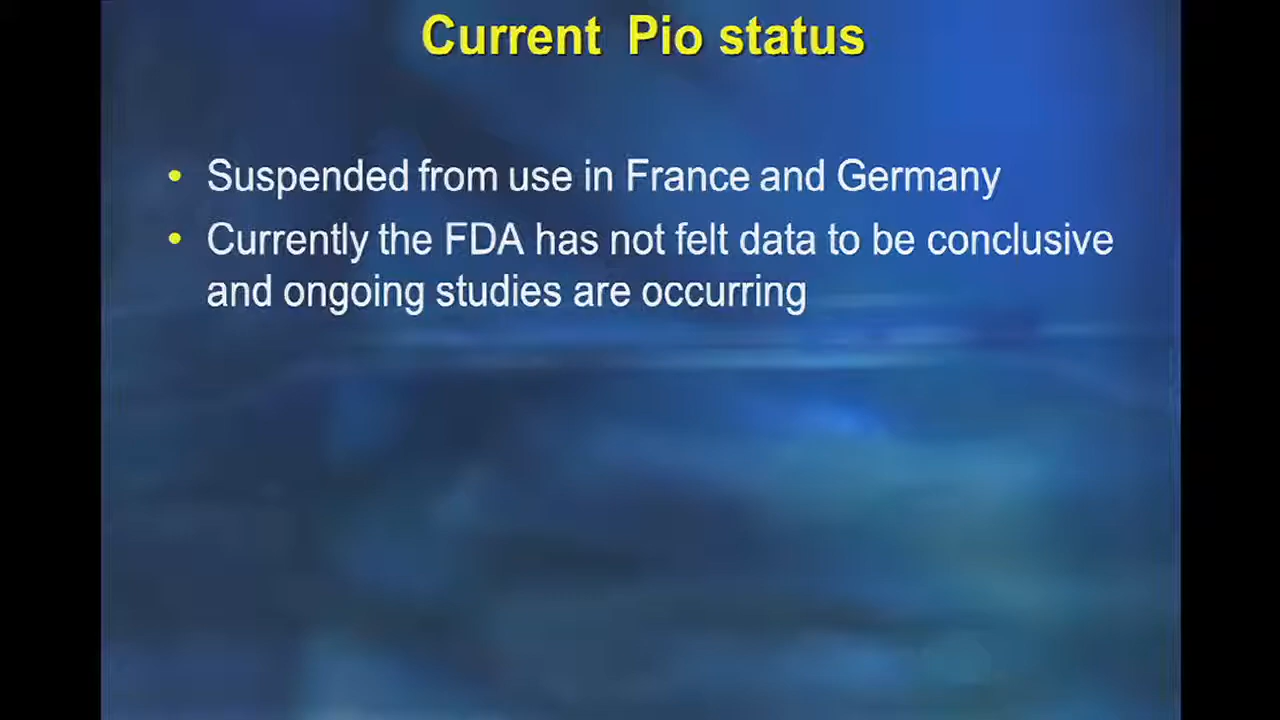 Current Pio status
• Suspended from use in France and Germany
• Currently the FDA has not felt data to be conclusive
and ongoing studies are occurring